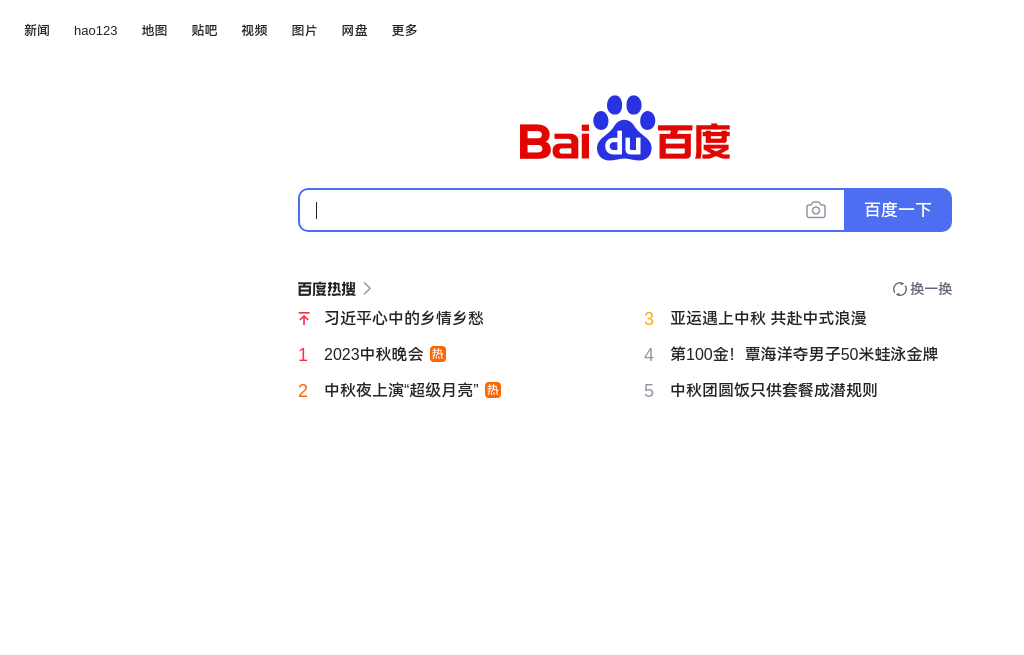 新闻 hao123 地图 贴吧 视频 图片 网盘 更多
Bai du 百度
百度一下
百度热搜 换一换
习近平心中的乡情乡愁
3 亚运遇上中秋 共赴中式浪漫
1 2023中秋晚会 热
4 第100金！覃海洋夺男子50米蛙泳金牌
2 中秋夜上演“超级月亮” 热
5 中秋团圆饭只供套餐成潜规则